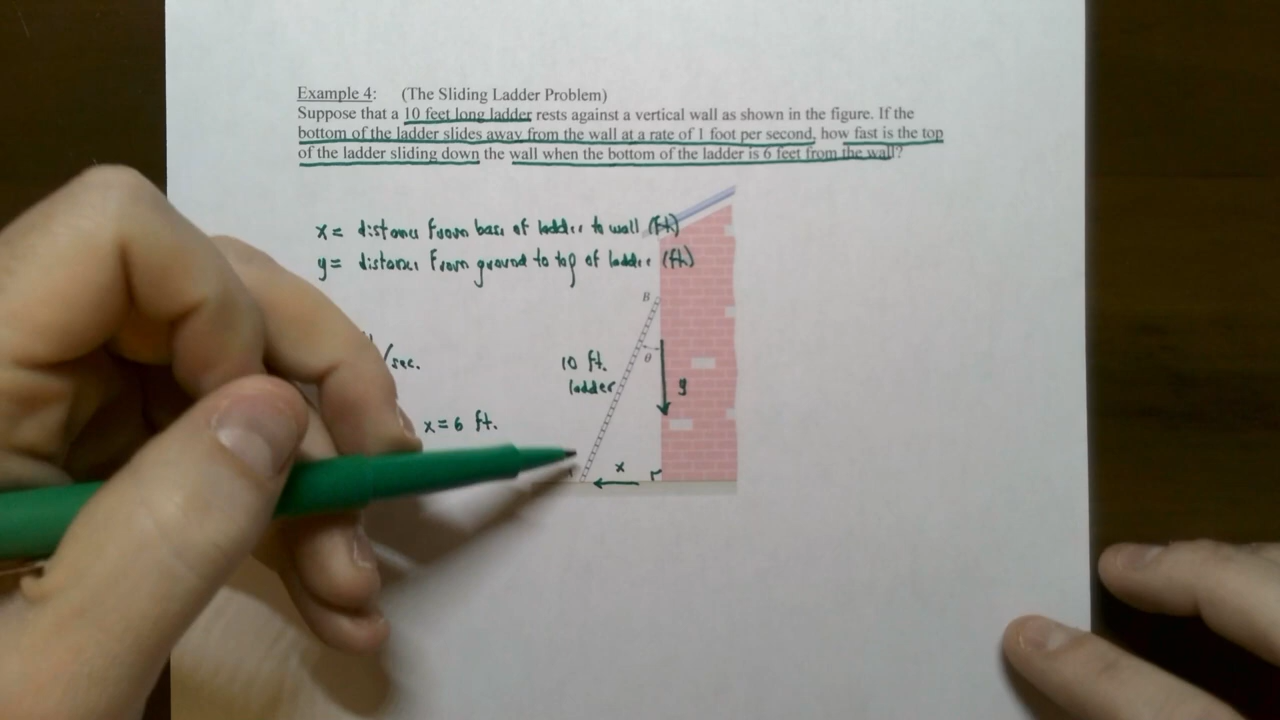 Example 4: (The Sliding Ladder Problem)
Suppose that a 10 feet long ladder rests against a vertical wall as shown in the figure. If the
bottom of the ladder slides away from the wall at a rate of 1 foot per second, how fast is the top
of the ladder sliding down the wall when the bottom of the ladder is 6 feet from the wall?
x = distance from base of ladder to wall (ft)
y = distance from ground to top of ladder (ft)
B
θ
/sec.
10 ft.
ladder
y
x = 6 ft.
x